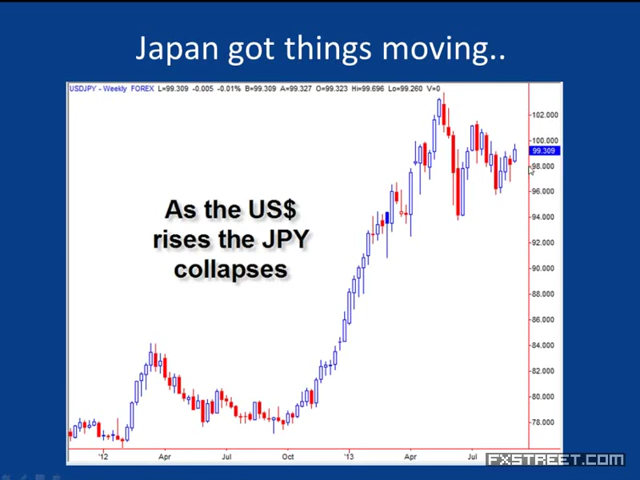 Japan got things moving..
USDJPY - Weekly FOREX L=99.309 -0.005 -0.01% B=99.309 A=99.327 O=99.323 Hi=99.696 Lo=99.260 V=0
102.000
100.000
99.309
98.000
96.000
94.000
92.000
90.000
88.000
86.000
84.000
82.000
80.000
78.000
As the US$
rises the JPY
collapses
'12 Apr Jul Oct '13 Apr Jul
FXSTREET.COM